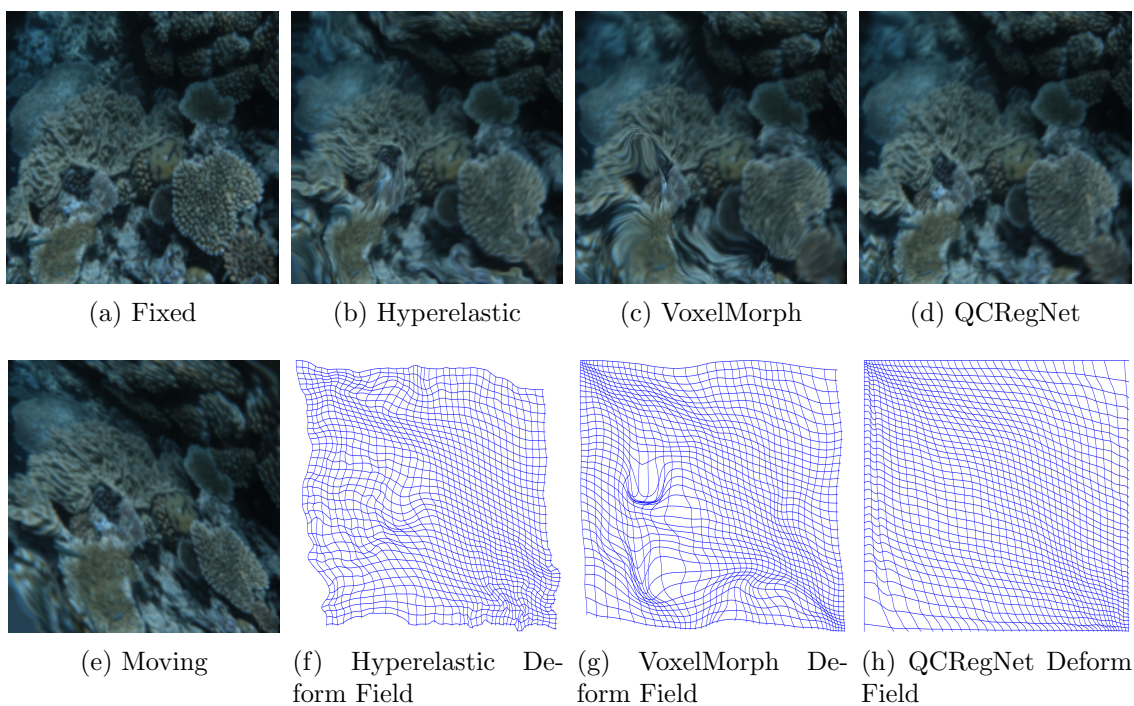 (a) Fixed
(b) Hyperelastic
(c) VoxelMorph
(d) QCRegNet
(e) Moving
(f) Hyperelastic De-
form Field
(g) VoxelMorph De-
form Field
(h) QCRegNet Deform
Field